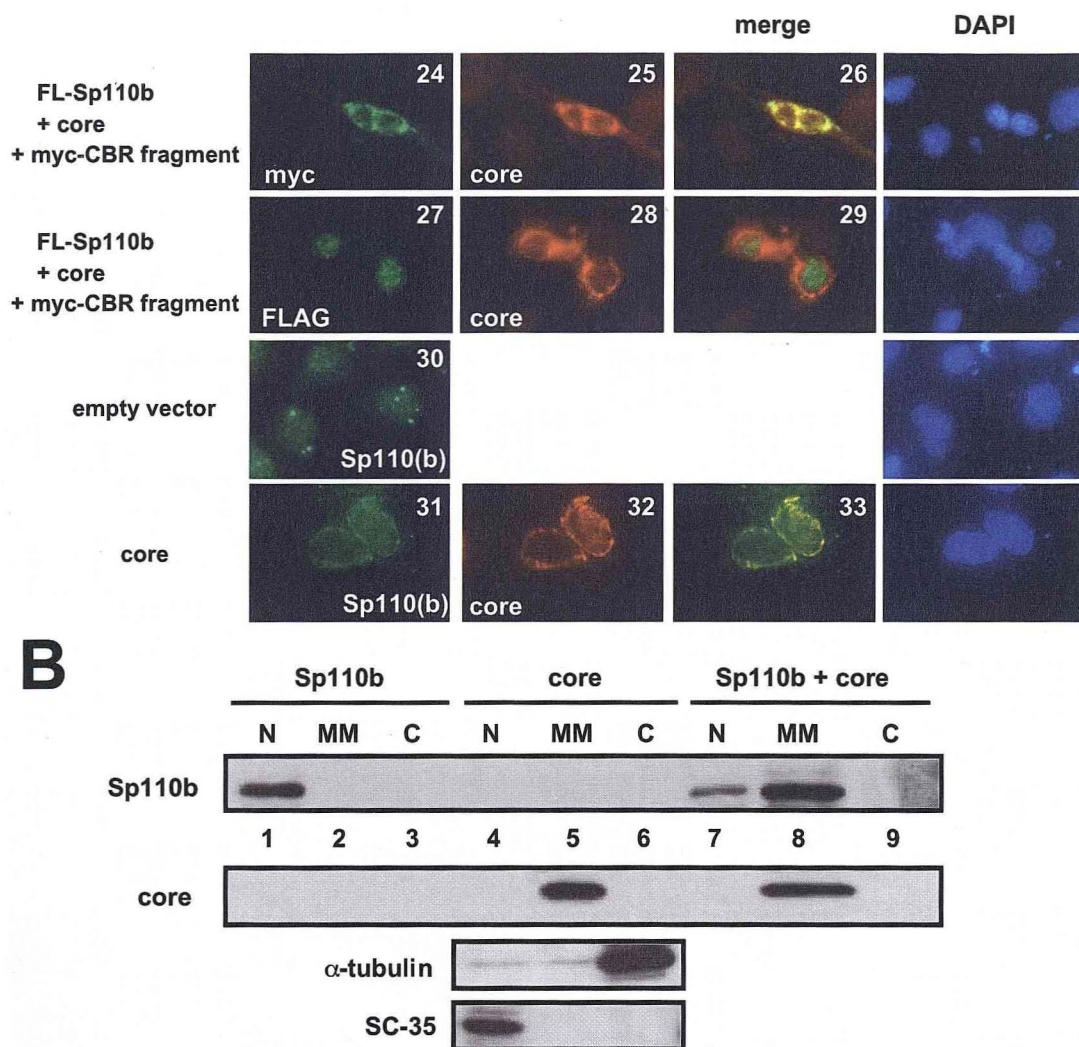 merge DAPI
FL-Sp110b
+ core
+ myc-CBR fragment
24 25 26
myc core
FL-Sp110b
+ core
+ myc-CBR fragment
27 28 29
FLAG core
empty vector
30
Sp110(b)
core
31 32 33
Sp110(b) core
B
Sp110b core Sp110b + core
N MM C N MM C N MM C
Sp110b
1 2 3 4 5 6 7 8 9
core
α-tubulin
SC-35